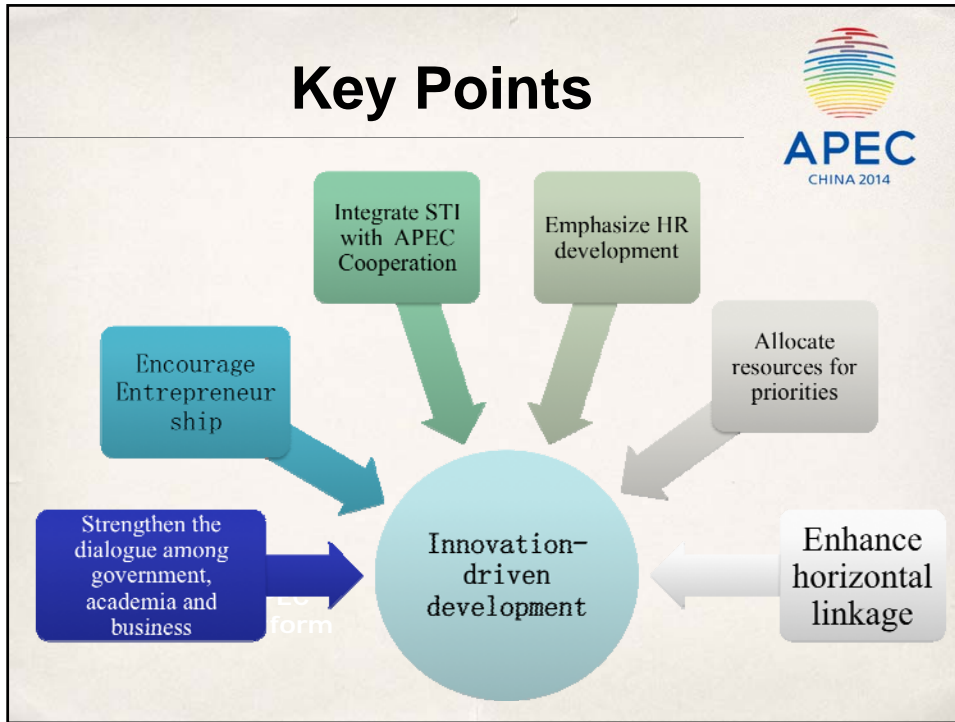 Key Points
APEC
CHINA 2014
Integrate STI
with APEC
Cooperation
Emphasize HR
development
Encourage
Entrepreneur
ship
Allocate
resources for
priorities
Strengthen the
dialogue among
government,
academia and
business
form
Innovation-
driven
development
Enhance
horizontal
linkage